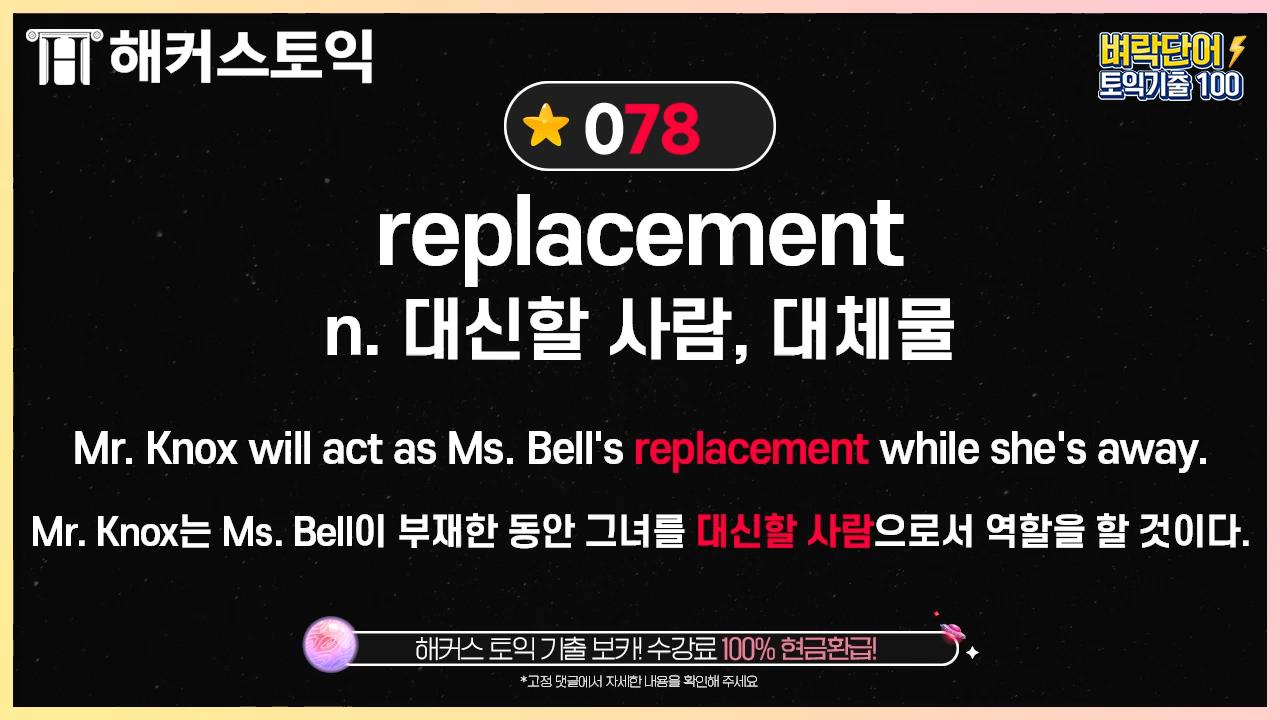 해커스토익
벼락단어
토익기출 100
078
replacement
n. 대신할 사람, 대체물
Mr. Knox will act as Ms. Bell's replacement while she's away.
Mr. Knox는 Ms. Bell이 부재한 동안 그녀를 대신할 사람으로서 역할을 할 것이다.
해커스 토익 기출 보카! 수강료 100% 현금환급!
*고정 댓글에서 자세한 내용을 확인해 주세요